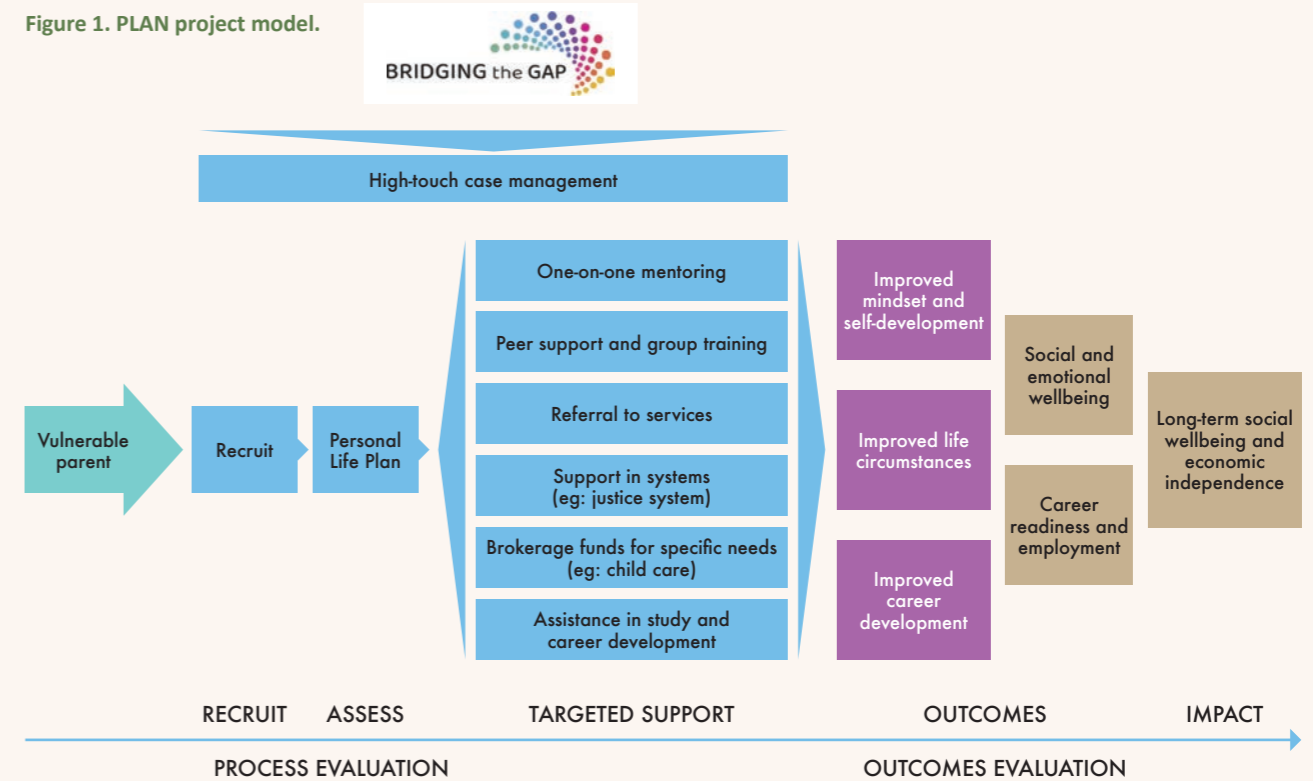 Figure 1. PLAN project model.
BRIDGING the GAP
High-touch case management
Vulnerable
parent
Recruit
Personal
Life Plan
One-on-one mentoring
Peer support and group training
Referral to services
Support in systems
(eg: justice system)
Brokerage funds for specific needs
(eg: child care)
Assistance in study and
career development
Improved
mindset and
self-development
Improved life
circumstances
Improved
career
development
Social and
emotional
wellbeing
Career
readiness and
employment
Long-term social
wellbeing and
economic
independence
RECRUIT
ASSESS
TARGETED SUPPORT
OUTCOMES
IMPACT
PROCESS EVALUATION
OUTCOMES EVALUATION